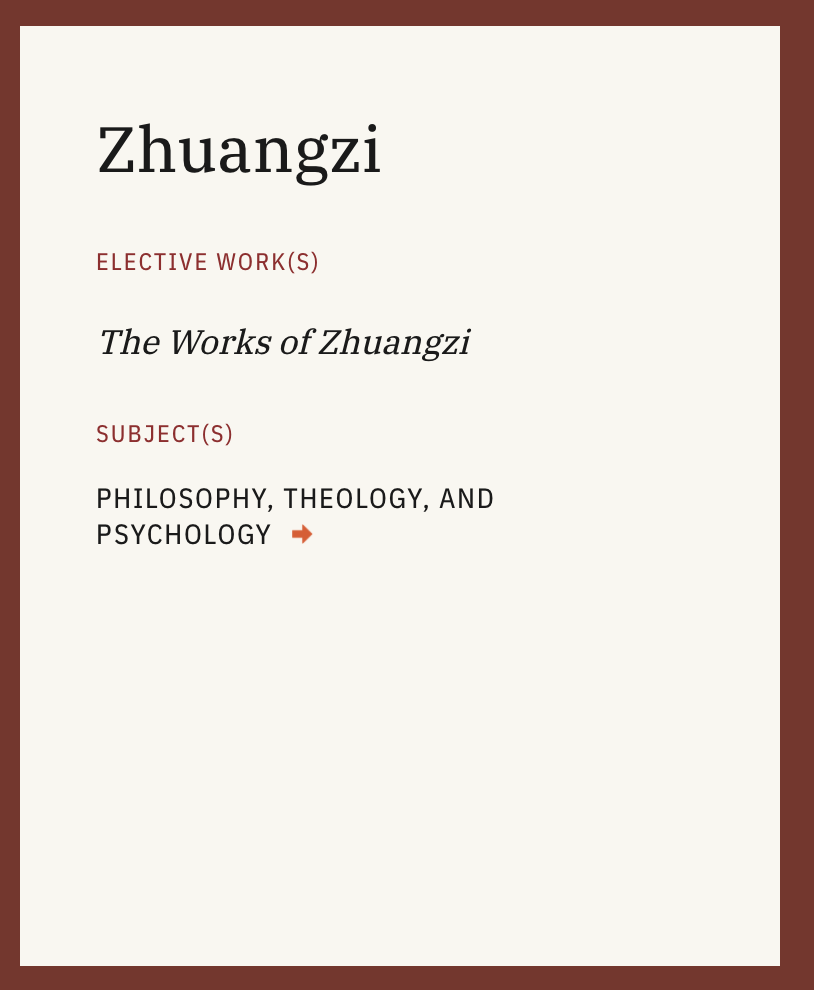 Zhuangzi
ELECTIVE WORK(S)
The Works of Zhuangzi
SUBJECT(S)
PHILOSOPHY, THEOLOGY, AND
PSYCHOLOGY